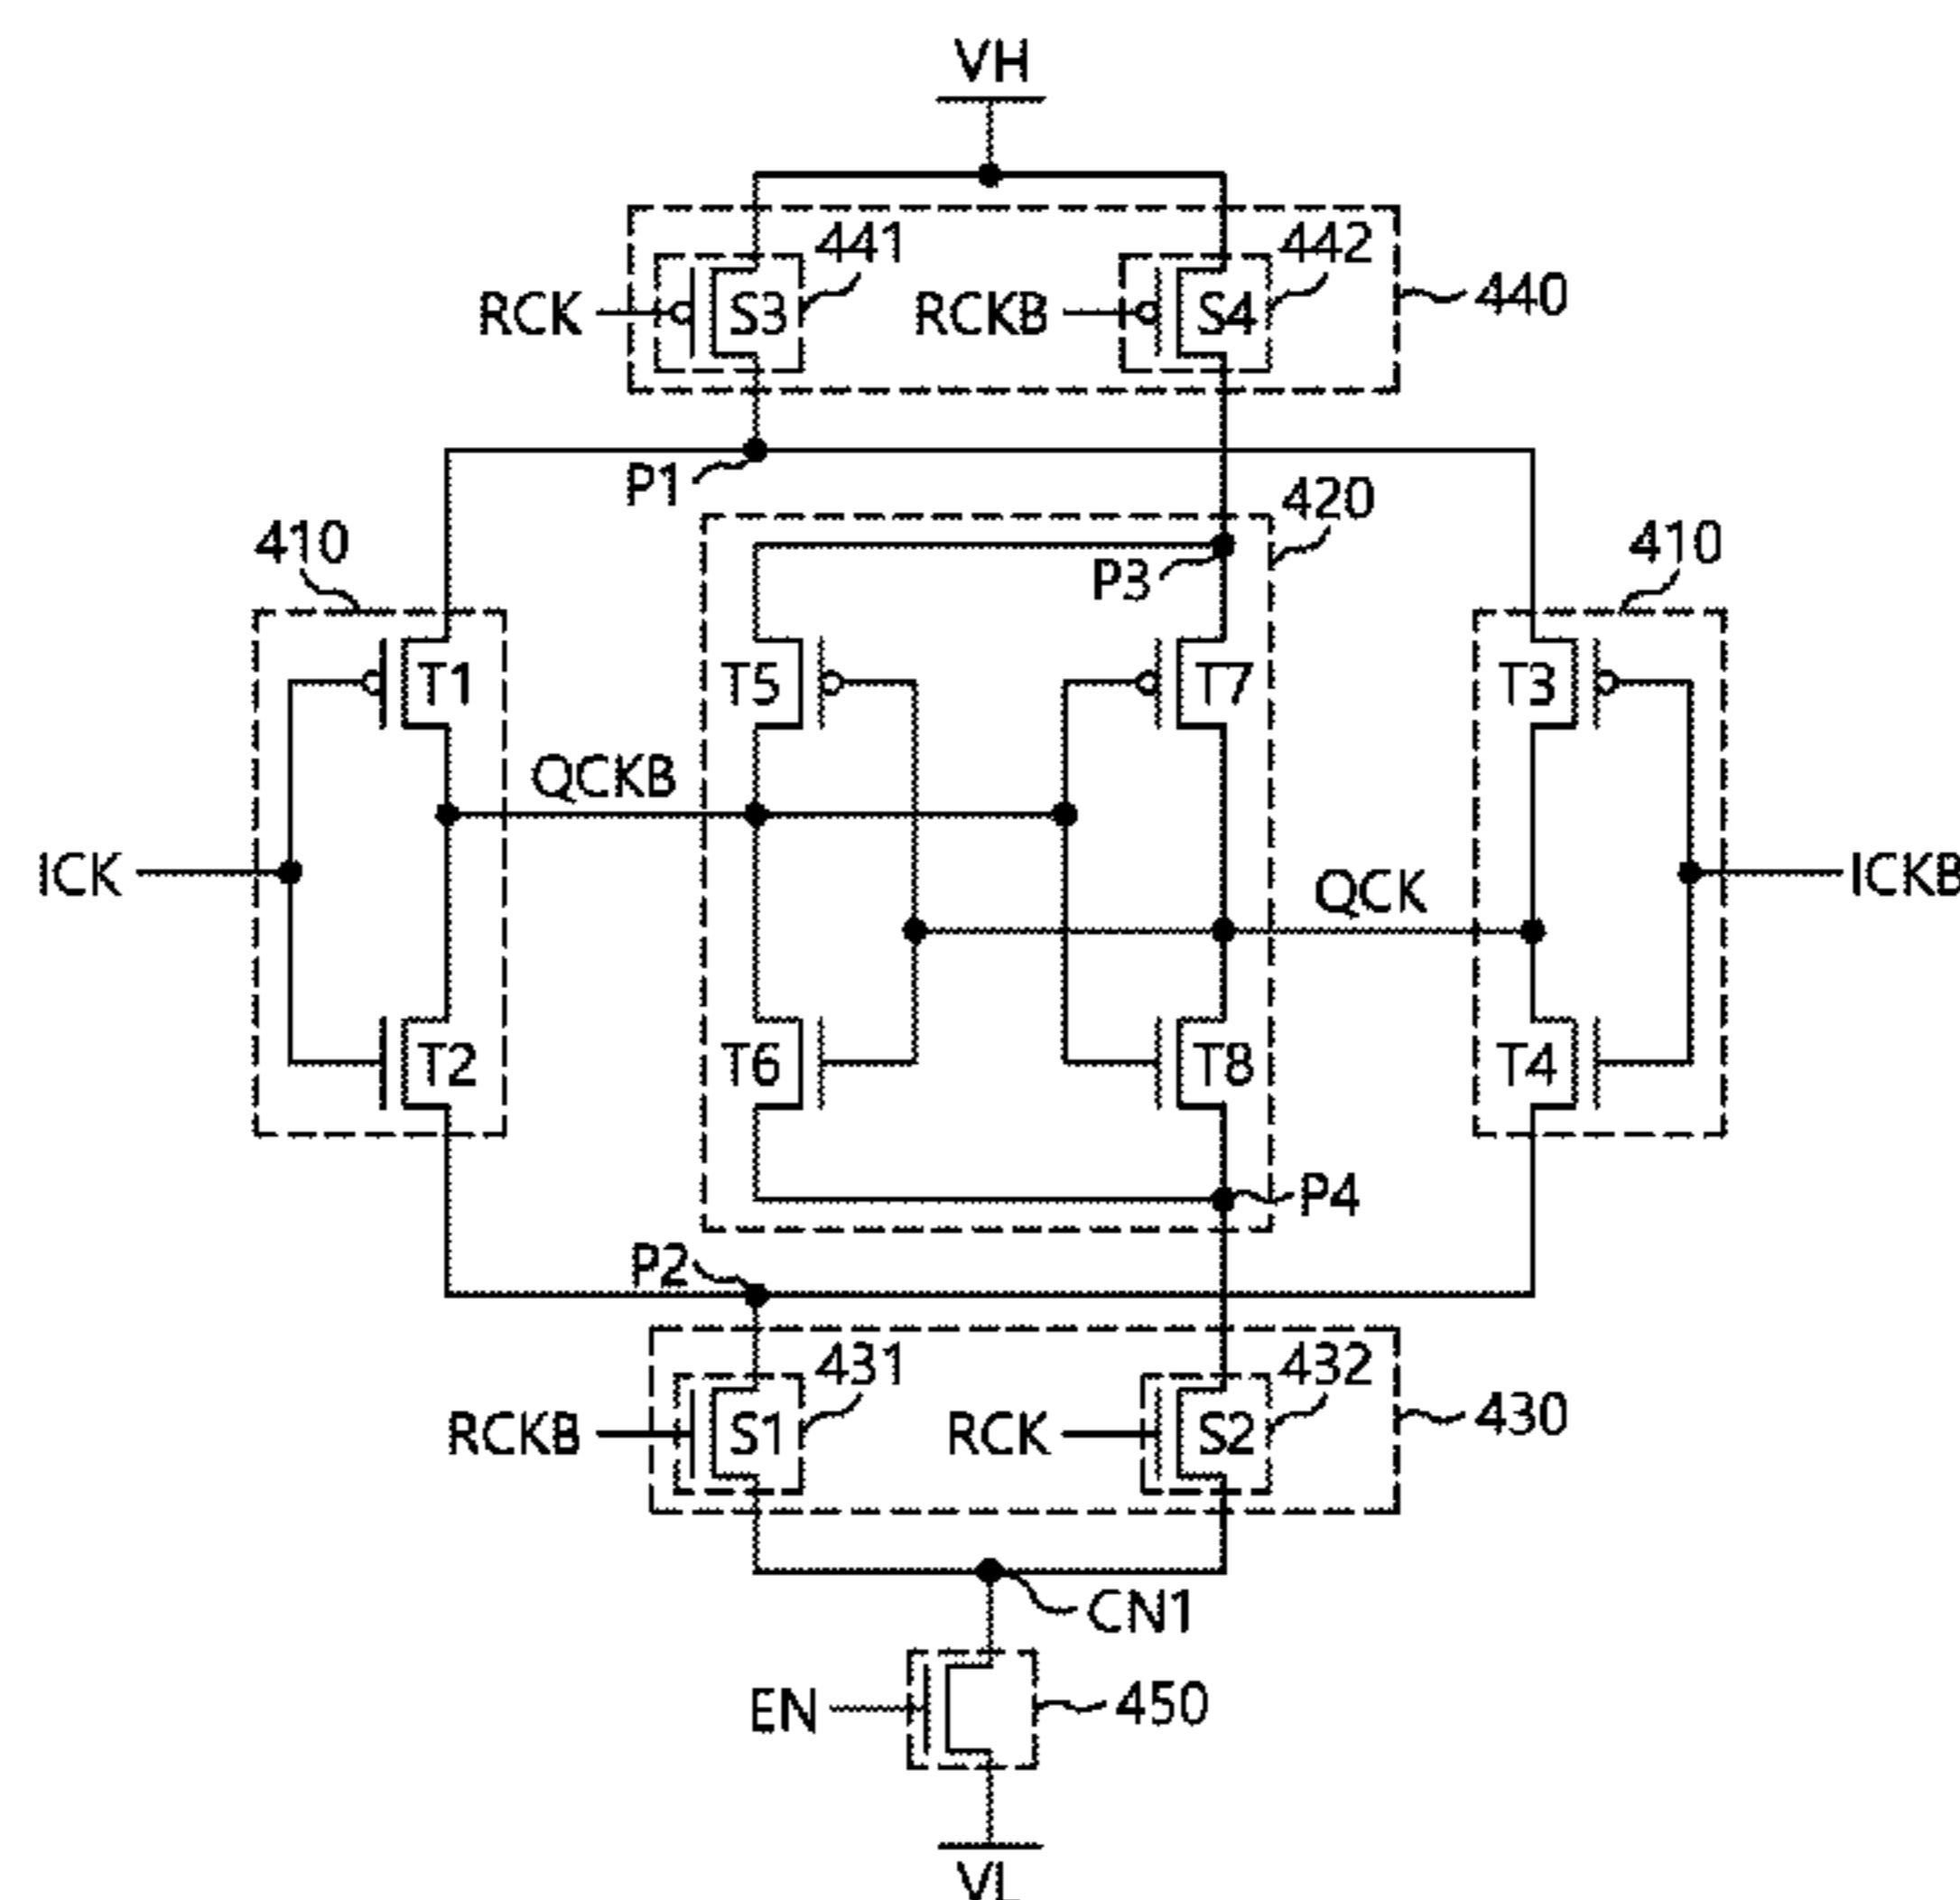 VH
441
442
RCK
S3
RCKB
S4
440
P1
420
410
P3
410
T1
T5
T7
T3
QCKB
ICK
QCK
ICKB
T2
T6
T8
T4
P4
P2
431
432
RCKB
S1
RCK
S2
430
CN1
EN
450
VL